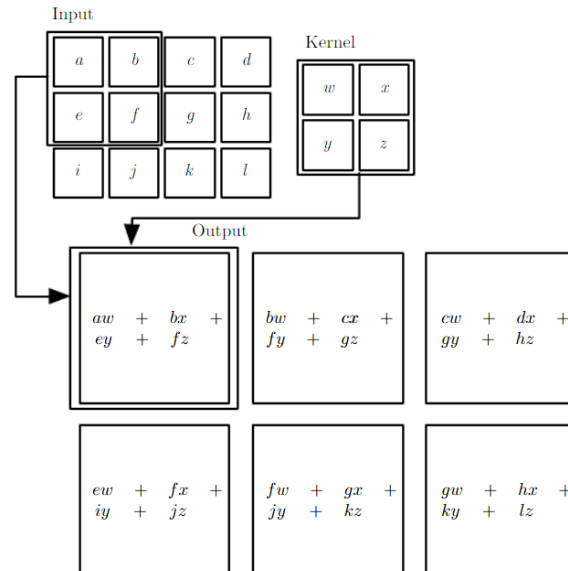 Input
a b c d
Kernel
w x
e f g h
y z
i j k l
Output
aw + bx +
ey + fz
bw + cx +
fy + gz
cw + dx +
gy + hz
ew + fx +
iy + jz
fw + gx +
jy + kz
gw + hx +
ky + lz